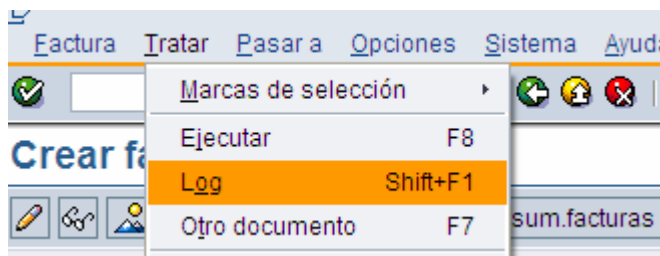 Factura Tratar Pasar a Opciones Sistema Ayuda
Marcas de selección
Crear fa Ejecutar F8
Log Shift+F1
Otro documento F7 sum.facturas